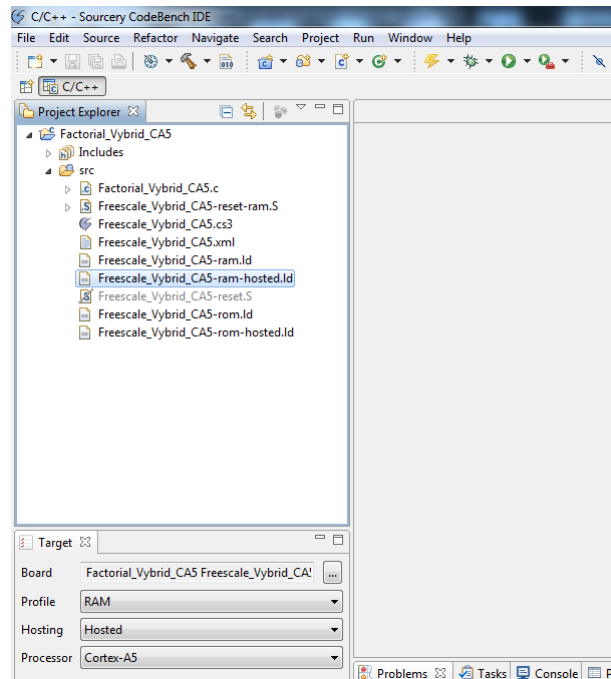 C/C++ - Sourcery CodeBench IDE
File Edit Source Refactor Navigate Search Project Run Window Help
010
C/C++
Project Explorer
Factorial_Vybrid_CA5
Includes
src
Factorial_Vybrid_CA5.c
Freescale_Vybrid_CA5-reset-ram.S
Freescale_Vybrid_CA5.cs3
Freescale_Vybrid_CA5.xml
Freescale_Vybrid_CA5-ram.ld
Freescale_Vybrid_CA5-ram-hosted.ld
Freescale_Vybrid_CA5-reset.S
Freescale_Vybrid_CA5-rom.ld
Freescale_Vybrid_CA5-rom-hosted.ld
Target
Board Factorial_Vybrid_CA5 Freescale_Vybrid_CA ...
Profile RAM
Hosting Hosted
Processor Cortex-A5
Problems Tasks Console